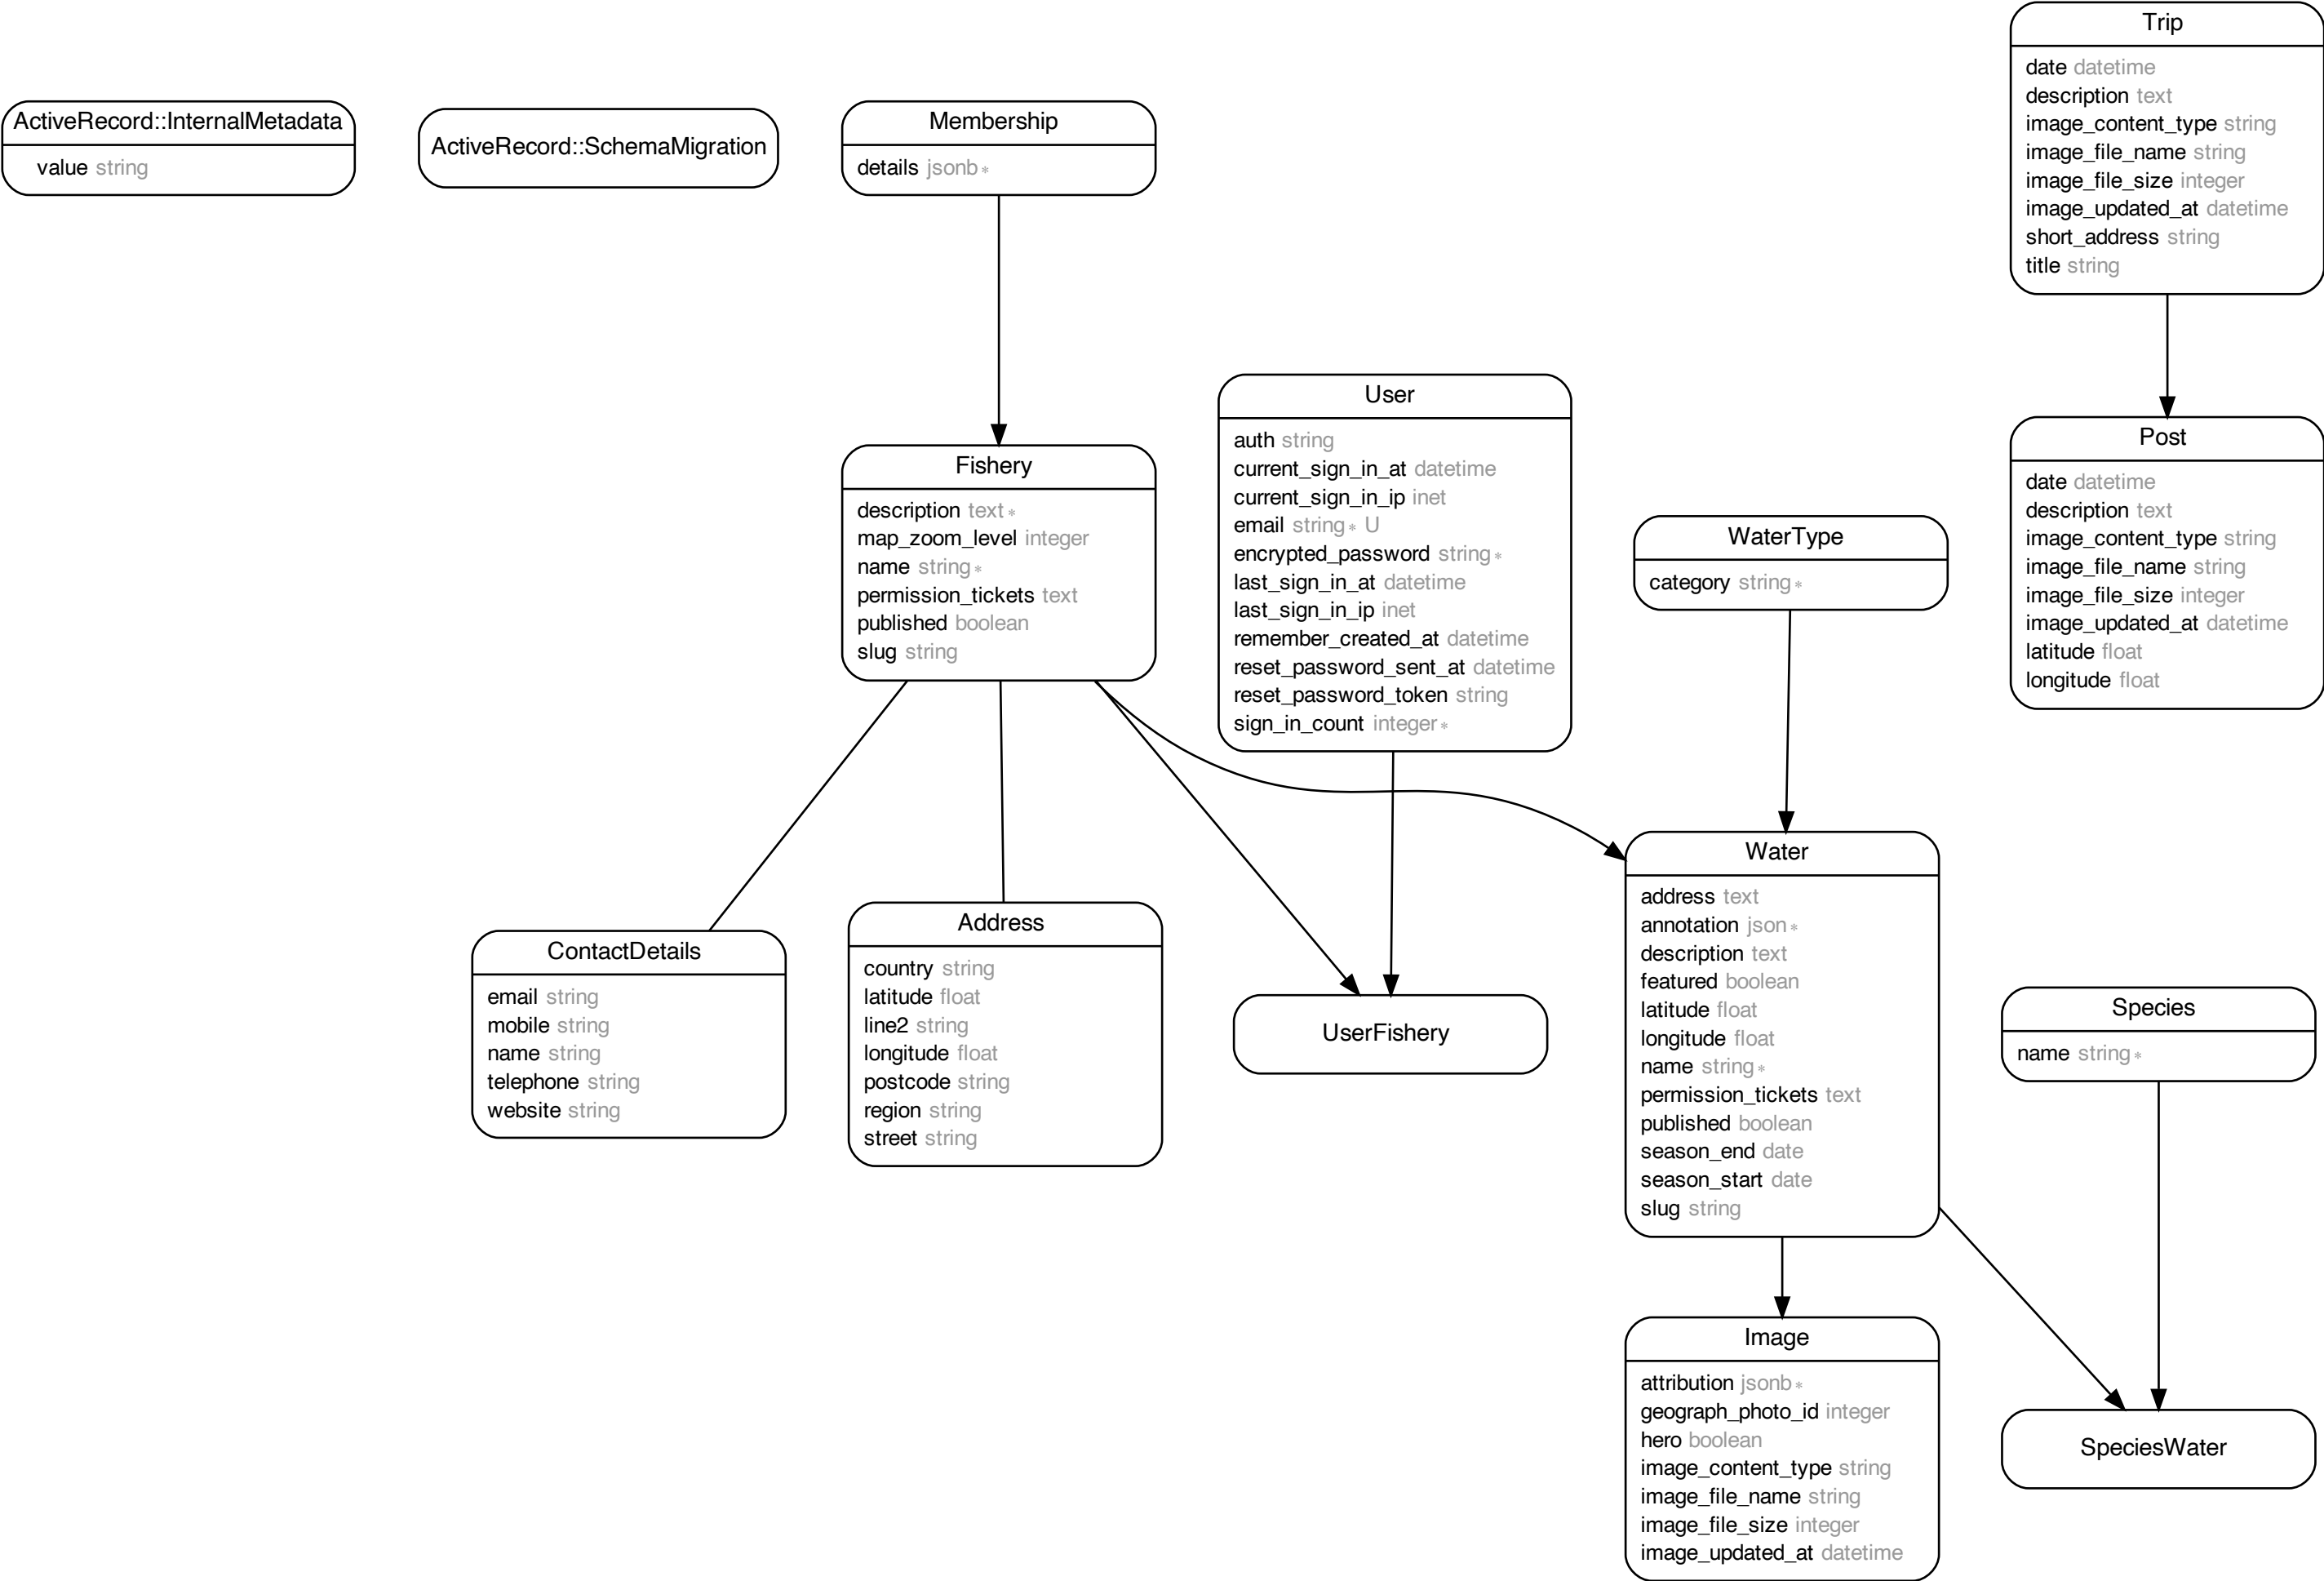 Trip
date datetime
description text
image_content_type string
image_file_name string
image_file_size integer
image_updated_at datetime
short_address string
title string
ActiveRecord::InternalMetadata
value string
ActiveRecord::SchemaMigration
Membership
details jsonb *
User
auth string
current_sign_in_at datetime
current_sign_in_ip inet
email string * U
encrypted_password string *
last_sign_in_at datetime
last_sign_in_ip inet
remember_created_at datetime
reset_password_sent_at datetime
reset_password_token string
sign_in_count integer *
Post
date datetime
description text
image_content_type string
image_file_name string
image_file_size integer
image_updated_at datetime
latitude float
longitude float
Fishery
description text *
map_zoom_level integer
name string *
permission_tickets text
published boolean
slug string
WaterType
category string *
Water
address text
annotation json *
description text
featured boolean
latitude float
longitude float
name string *
permission_tickets text
published boolean
season_end date
season_start date
slug string
ContactDetails
email string
mobile string
name string
telephone string
website string
Address
country string
latitude float
line2 string
longitude float
postcode string
region string
street string
UserFishery
Species
name string *
Image
attribution jsonb *
geograph_photo_id integer
hero boolean
image_content_type string
image_file_name string
image_file_size integer
image_updated_at datetime
SpeciesWater